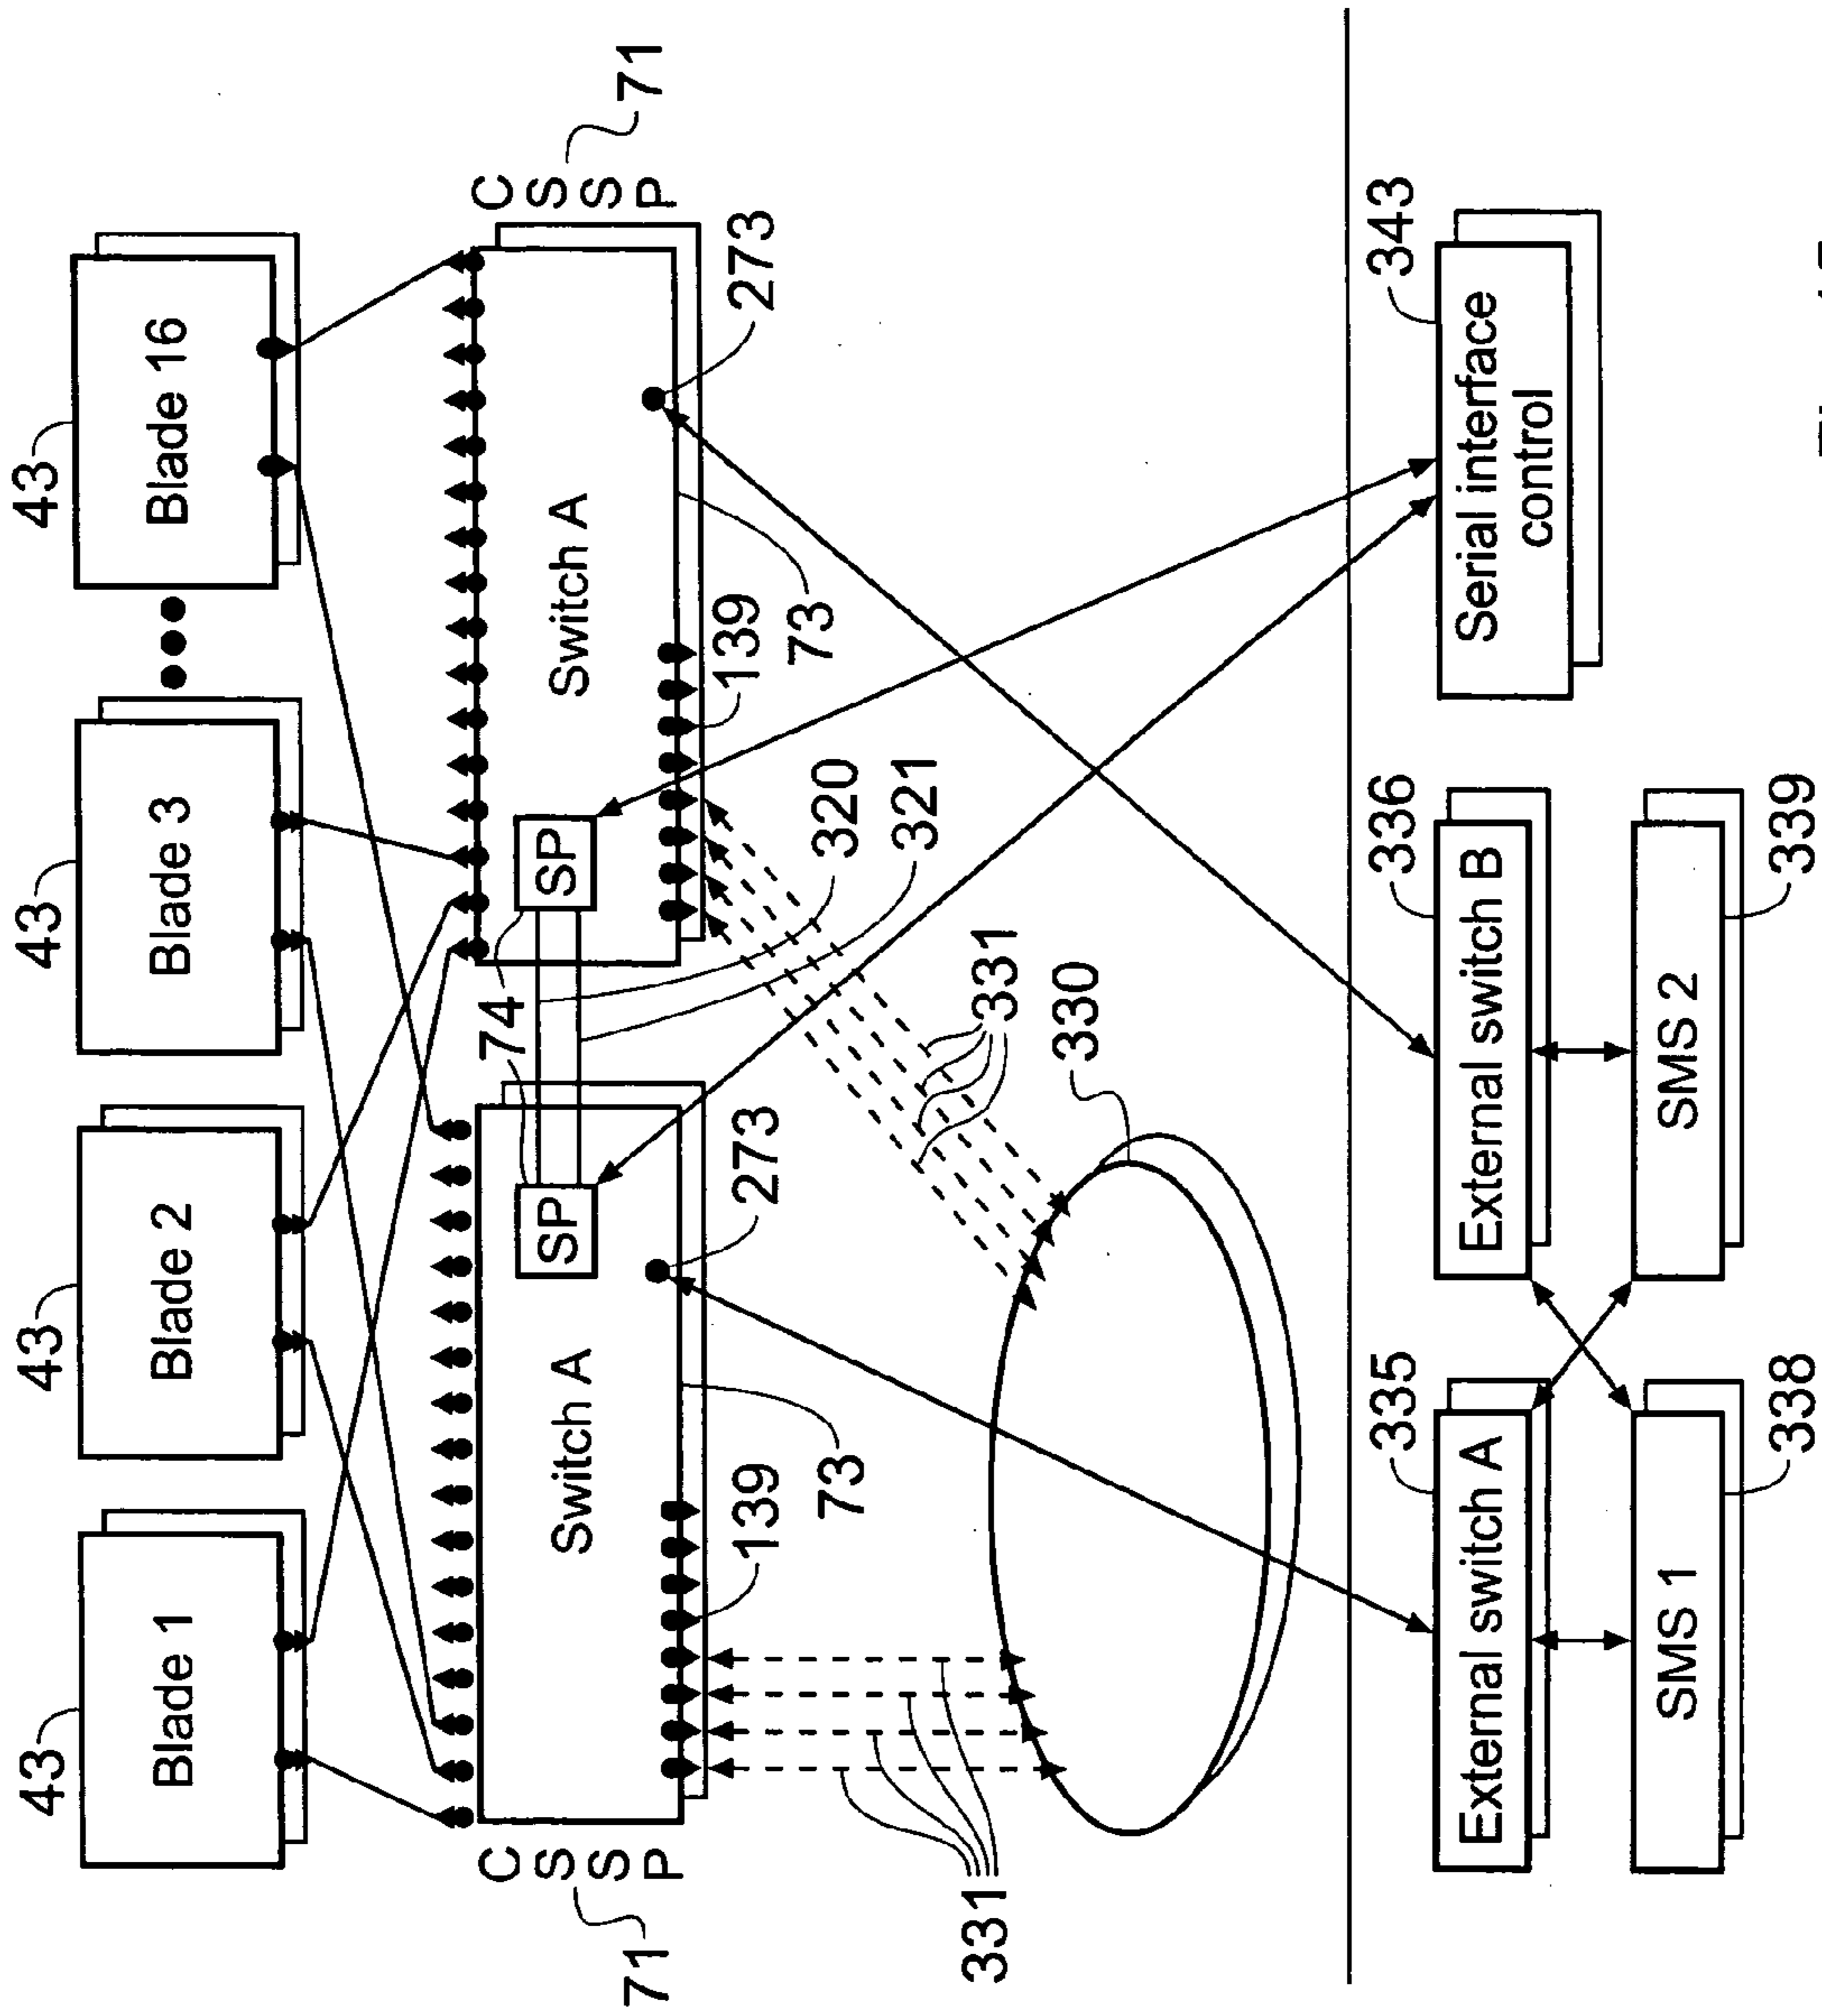 43
43
43
43
Blade 1
Blade 2
Blade 3
Blade 16
71
CSSP
Switch A
SP
74
SP
Switch A
CSSP
71
139
73
273
139
73
273
320
321
331
331
330
335
336
343
External switch A
External switch B
Serial interface
control
SMS 1
SMS 2
338
339